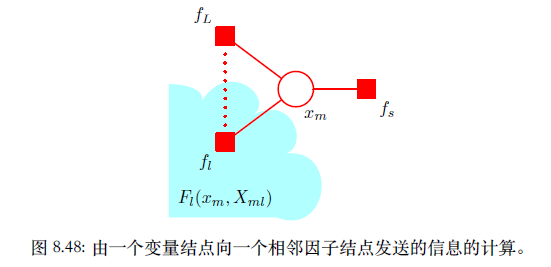 f_L
x_m
f_s
f_l
F_l(x_m, X_{ml})
图 8.48: 由一个变量结点向一个相邻因子结点发送的信息的计算。